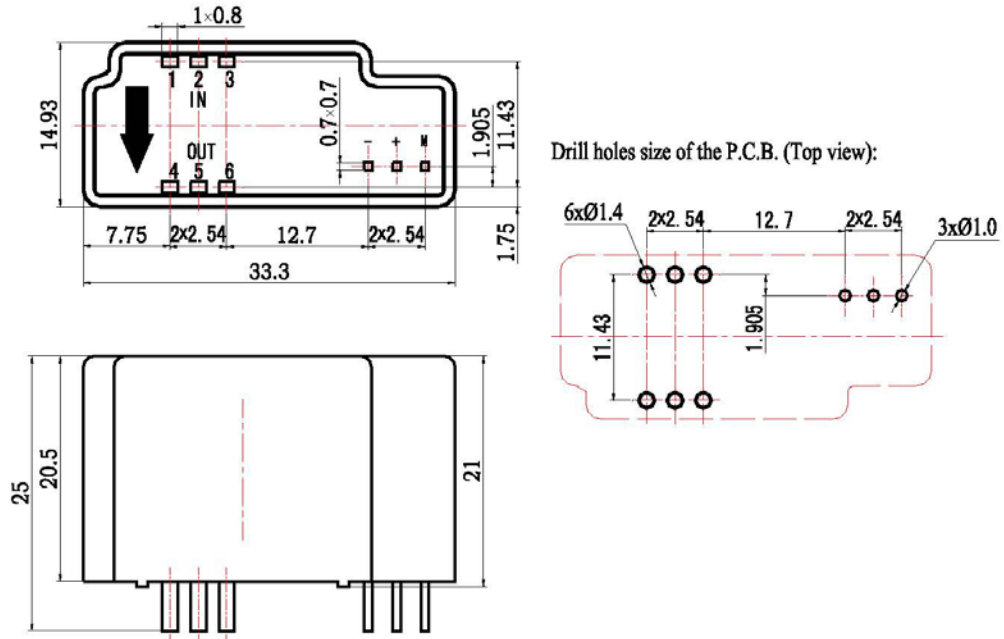 1×0.8
1 2 3
IN
OUT
4 5 6
- + M
0.7×0.7
14.93
1.905
11.43
1.75
7.75
2×2.54
12.7
2×2.54
33.3
Drill holes size of the P.C.B. (Top view):
6xØ1.4
2×2.54
12.7
2×2.54
3xØ1.0
11.43
1.905
25
20.5
21